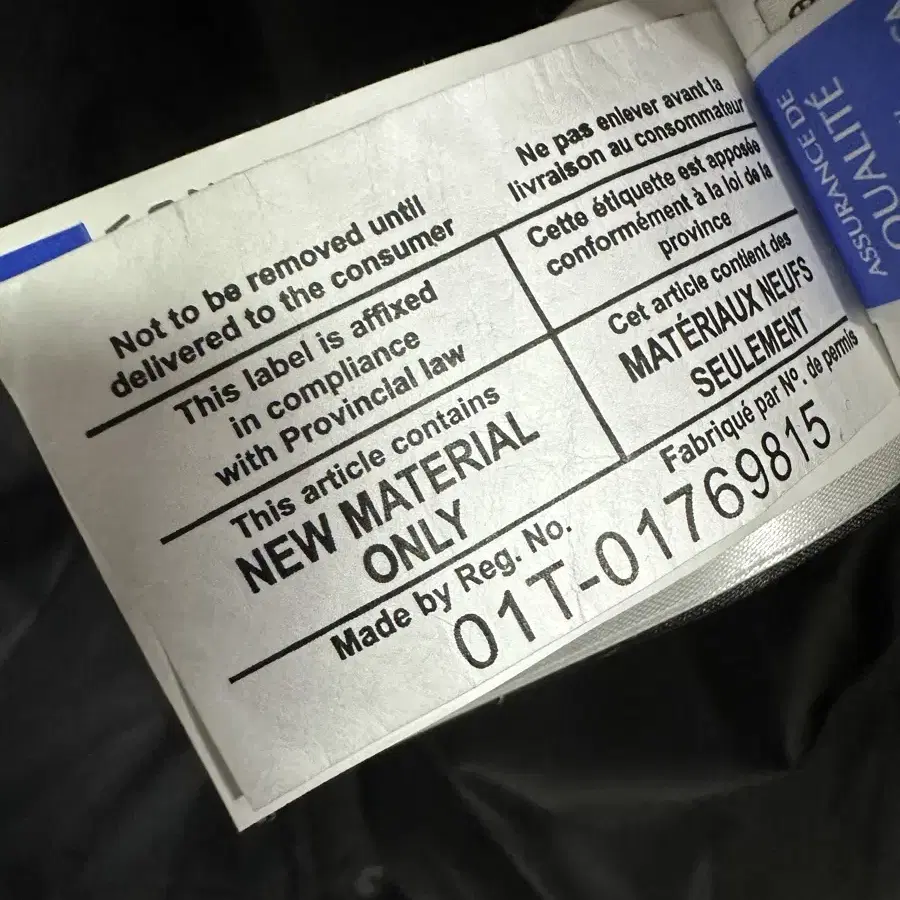 Not to be removed until
delivered to the consumer
Ne pas enlever avant la
livraison au consommateur
This label is affixed
in compliance
with Provincial law
Cette étiquette est apposée
conformément à la loi de la
province
This article contains
NEW MATERIAL
ONLY
Cet article contient des
MATÉRIAUX NEUFS
SEULEMENT
Made by Reg. No.
Fabriqué par Nº. de permis
01T-01769815
ASSURANCE DE
QUALITÉ